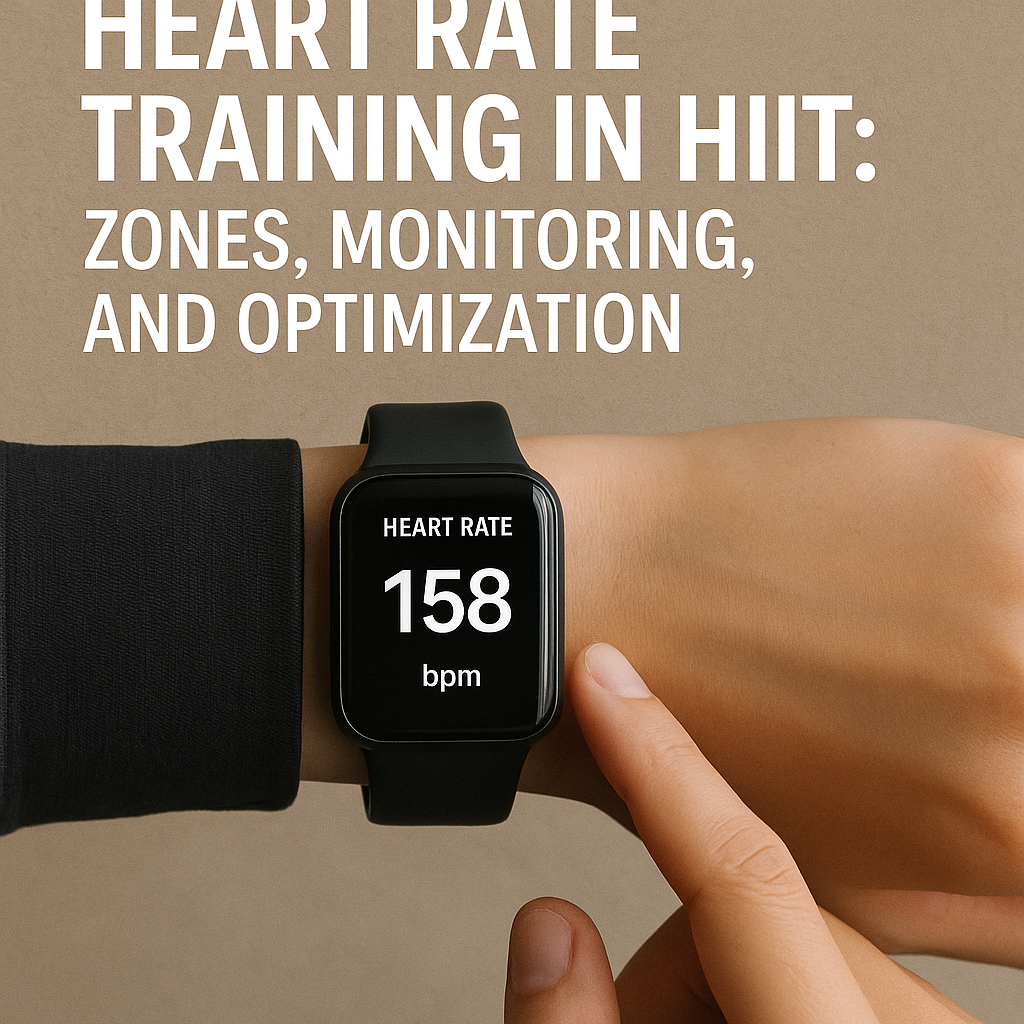 HEART RATE
TRAINING IN HIIT:
ZONES, MONITORING,
AND OPTIMIZATION
HEART RATE
158
bpm